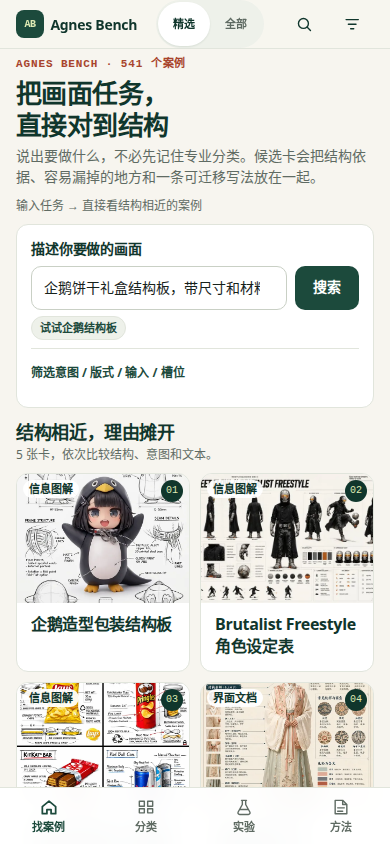 AB
Agnes Bench
精选
全部
AGNES BENCH · 541 个案例
把画面任务，
直接对到结构
说出要做什么，不必先记住专业分类。候选卡会把结构依
据、容易漏掉的地方和一条可迁移写法放在一起。
输入任务 → 直接看结构相近的案例
描述你要做的画面
企鹅饼干礼盒结构板，带尺寸和材料
搜索
试试企鹅结构板
筛选意图 / 版式 / 输入 / 槽位
结构相近，理由摊开
5 张卡，依次比较结构、意图和文本。
信息图解
01
企鹅造型包装结构板
信息图解
02
FREESTYLE
Brutalist Freestyle
角色设定表
信息图解
03
Pringles
KitKat BAR
Red Bull Can
界面文档
04
找案例
分类
实验
方法